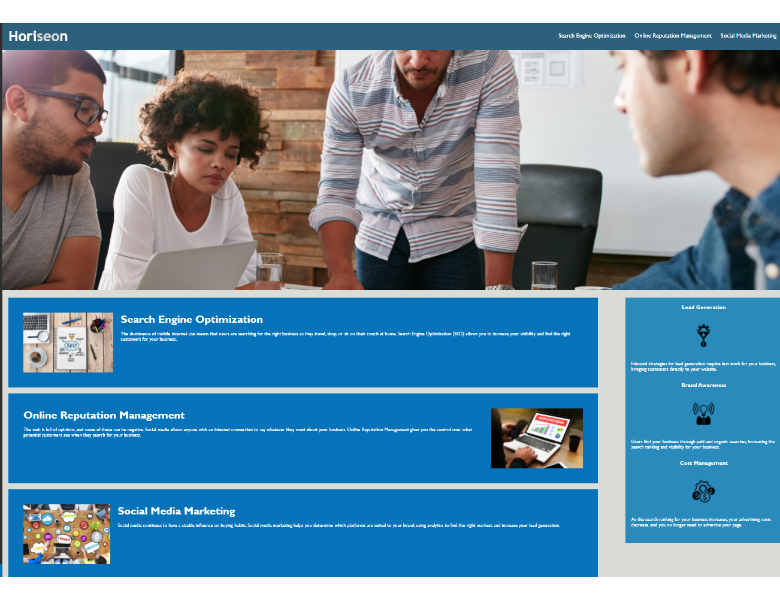 Horiseon
Search Engine Optimization
Online Reputation Management
Social Media Marketing
Search Engine Optimization
The dominance of mobile internet use means that users are searching for the right business as they travel, shop, or sit on their couch at home. Search Engine Optimization (SEO) allows you to increase your visibility and find the right
customers for your business.
Online Reputation Management
The web is full of opinions, and some of these can be negative. Social media allows anyone with an internet connection to say whatever they want about your business. Online Reputation Management gives you the control over what
potential customers see when they search for your business.
Social Media Marketing
Social media continues to have a sizable influence on buying habits. Social media marketing helps you determine which platforms are suited to your brand, using analytics to find the right markets and increase your lead generation.
Lead Generation
Inbound strategies for lead generation require less work for your business,
bringing customers directly to your website.
Brand Awareness
Users find your business through paid and organic searches, increasing the
search ranking and visibility for your business.
Cost Management
As the search ranking for your business increases, your advertising costs
decrease, and you no longer need to advertise your page.
SEO
REPUTATION